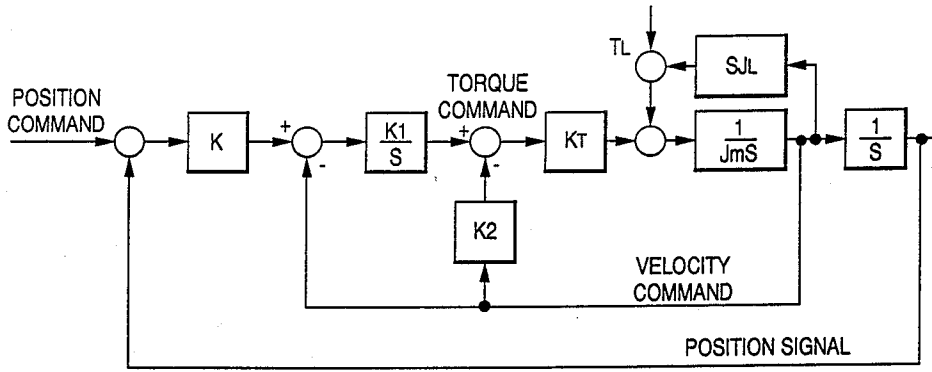 TL
SJL
POSITION
COMMAND
TORQUE
COMMAND
K
+
-
K1
S
+
-
KT
1
JmS
1
S
K2
VELOCITY
COMMAND
POSITION SIGNAL